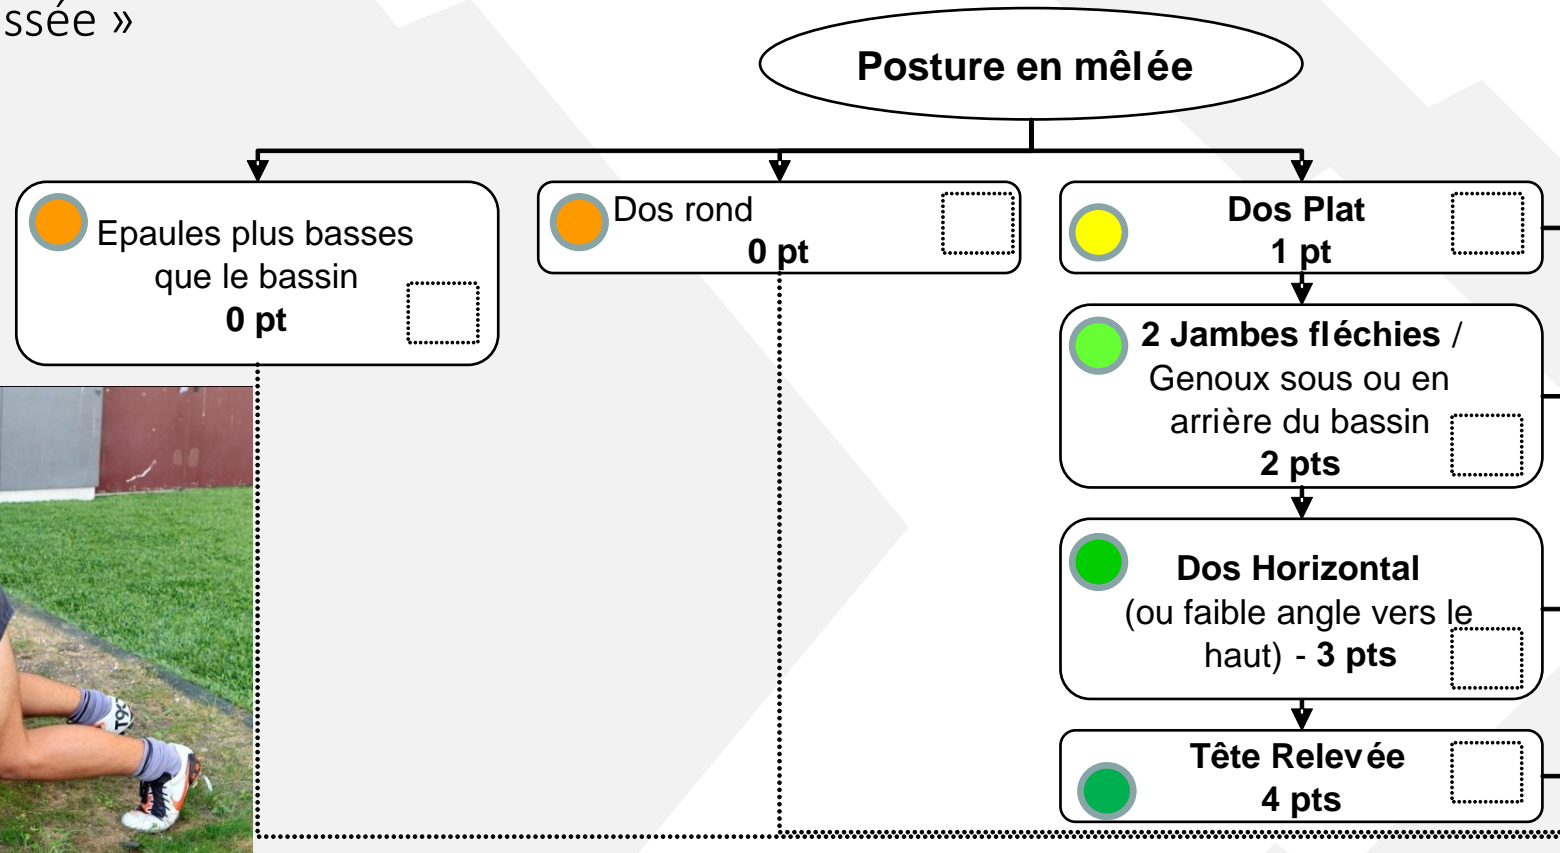 ssée »
Posture en mêlée
Epaules plus basses
que le bassin
0 pt
Dos rond
0 pt
Dos Plat
1 pt
2 Jambes fléchies /
Genoux sous ou en
arrière du bassin
2 pts
Dos Horizontal
(ou faible angle vers le
haut) - 3 pts
Tête Relevée
4 pts